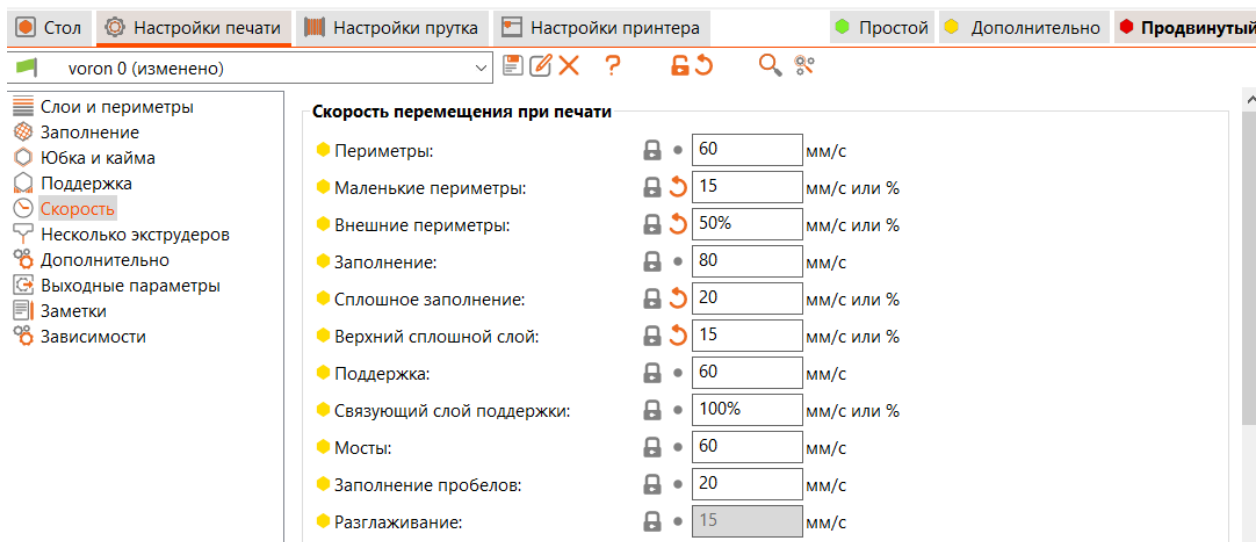 Стол Настройки печати Настройки прутка Настройки принтера Простой Дополнительно Продвинутый
voron 0 (изменено) ?
Слои и периметры
Заполнение
Юбка и кайма
Поддержка
Скорость
Несколько экструдеров
Дополнительно
Выходные параметры
Заметки
Зависимости
Скорость перемещения при печати
Периметры: 60 мм/с
Маленькие периметры: 15 мм/с или %
Внешние периметры: 50% мм/с или %
Заполнение: 80 мм/с
Сплошное заполнение: 20 мм/с или %
Верхний сплошной слой: 15 мм/с или %
Поддержка: 60 мм/с
Связующий слой поддержки: 100% мм/с или %
Мосты: 60 мм/с
Заполнение пробелов: 20 мм/с
Разглаживание: 15 мм/с